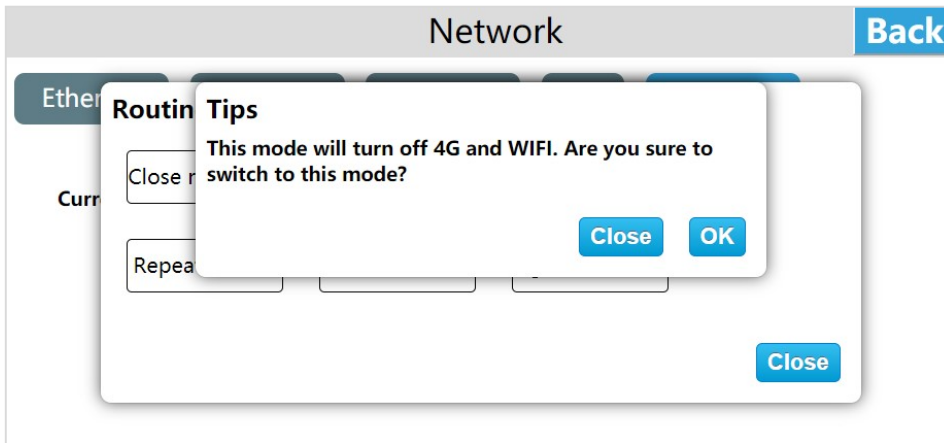 Network
Back
Ether
Routin
Tips
This mode will turn off 4G and WIFI. Are you sure to
switch to this mode?
Close r
Curr
Close
OK
Repea
Close